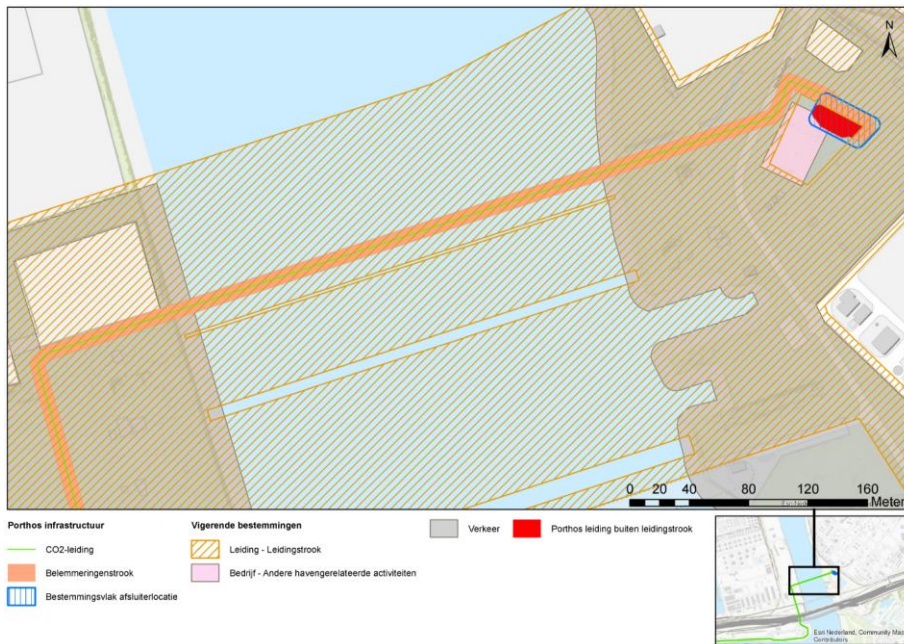 N
0 20 40 80 120 160
Meter
Porthos infrastructuur
CO2-leiding
Belemmeringenstrook
Bestemmingsvlak afsluiterlocatie
Vigerende bestemmingen
Leiding - Leidingstrook
Bedrijf - Andere havengerelateerde activiteiten
Verkeer
Porthos leiding buiten leidingstrook
Esri Nederland, Community Map
Contributors